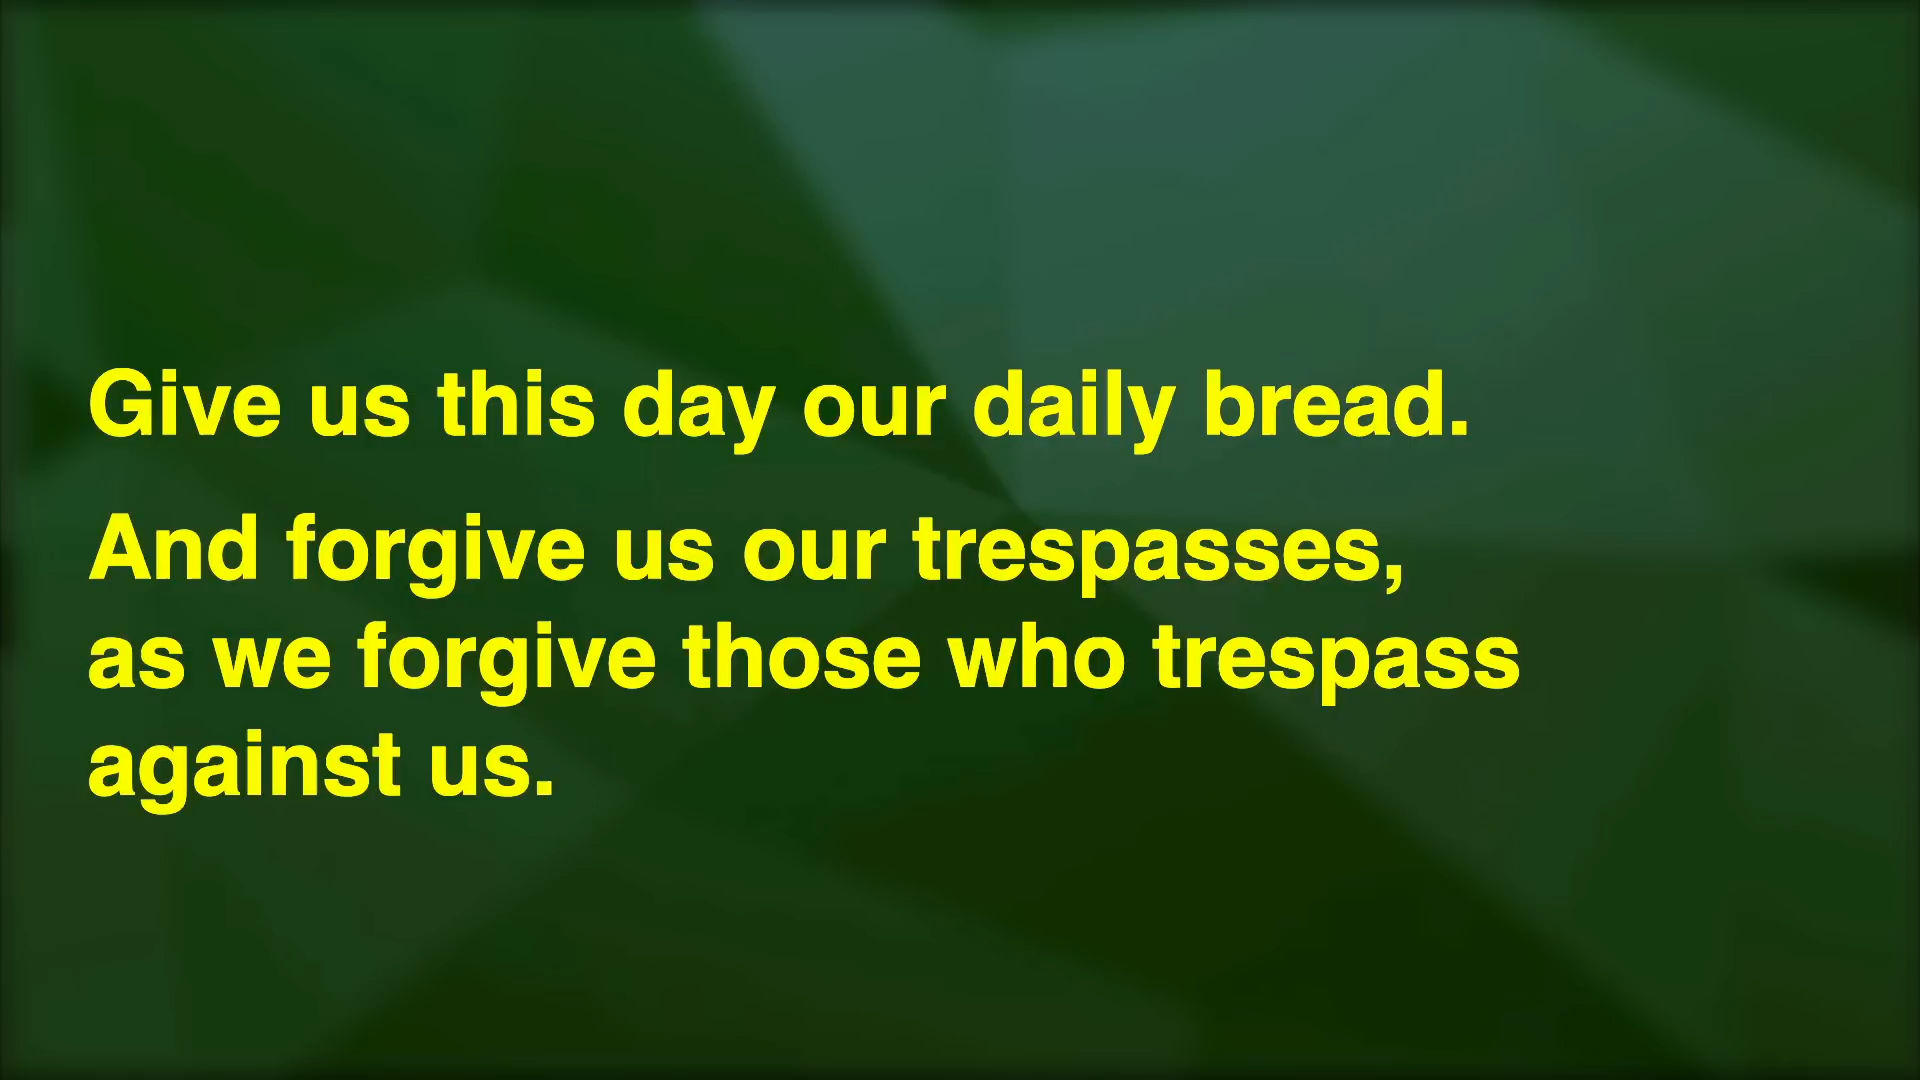 Give us this day our daily bread.
And forgive us our trespasses,
as we forgive those who trespass
against us.